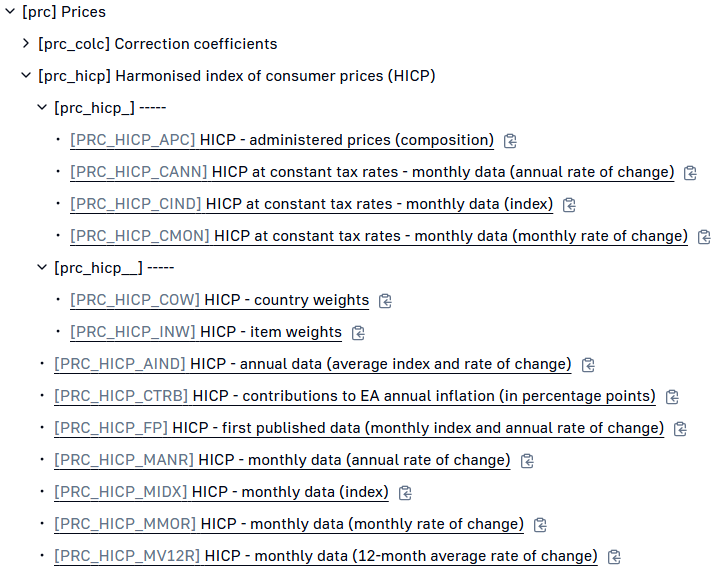 [prc] Prices
[prc_colc] Correction coefficients
[prc_hicp] Harmonised index of consumer prices (HICP)
[prc_hicp_] -----
[PRC_HICP_APC] HICP - administered prices (composition)
[PRC_HICP_CANN] HICP at constant tax rates - monthly data (annual rate of change)
[PRC_HICP_CIND] HICP at constant tax rates - monthly data (index)
[PRC_HICP_CMON] HICP at constant tax rates - monthly data (monthly rate of change)
[prc_hicp__] -----
[PRC_HICP_COW] HICP - country weights
[PRC_HICP_INW] HICP - item weights
[PRC_HICP_AIND] HICP - annual data (average index and rate of change)
[PRC_HICP_CTRB] HICP - contributions to EA annual inflation (in percentage points)
[PRC_HICP_FP] HICP - first published data (monthly index and annual rate of change)
[PRC_HICP_MANR] HICP - monthly data (annual rate of change)
[PRC_HICP_MIDX] HICP - monthly data (index)
[PRC_HICP_MMOR] HICP - monthly data (monthly rate of change)
[PRC_HICP_MV12R] HICP - monthly data (12-month average rate of change)